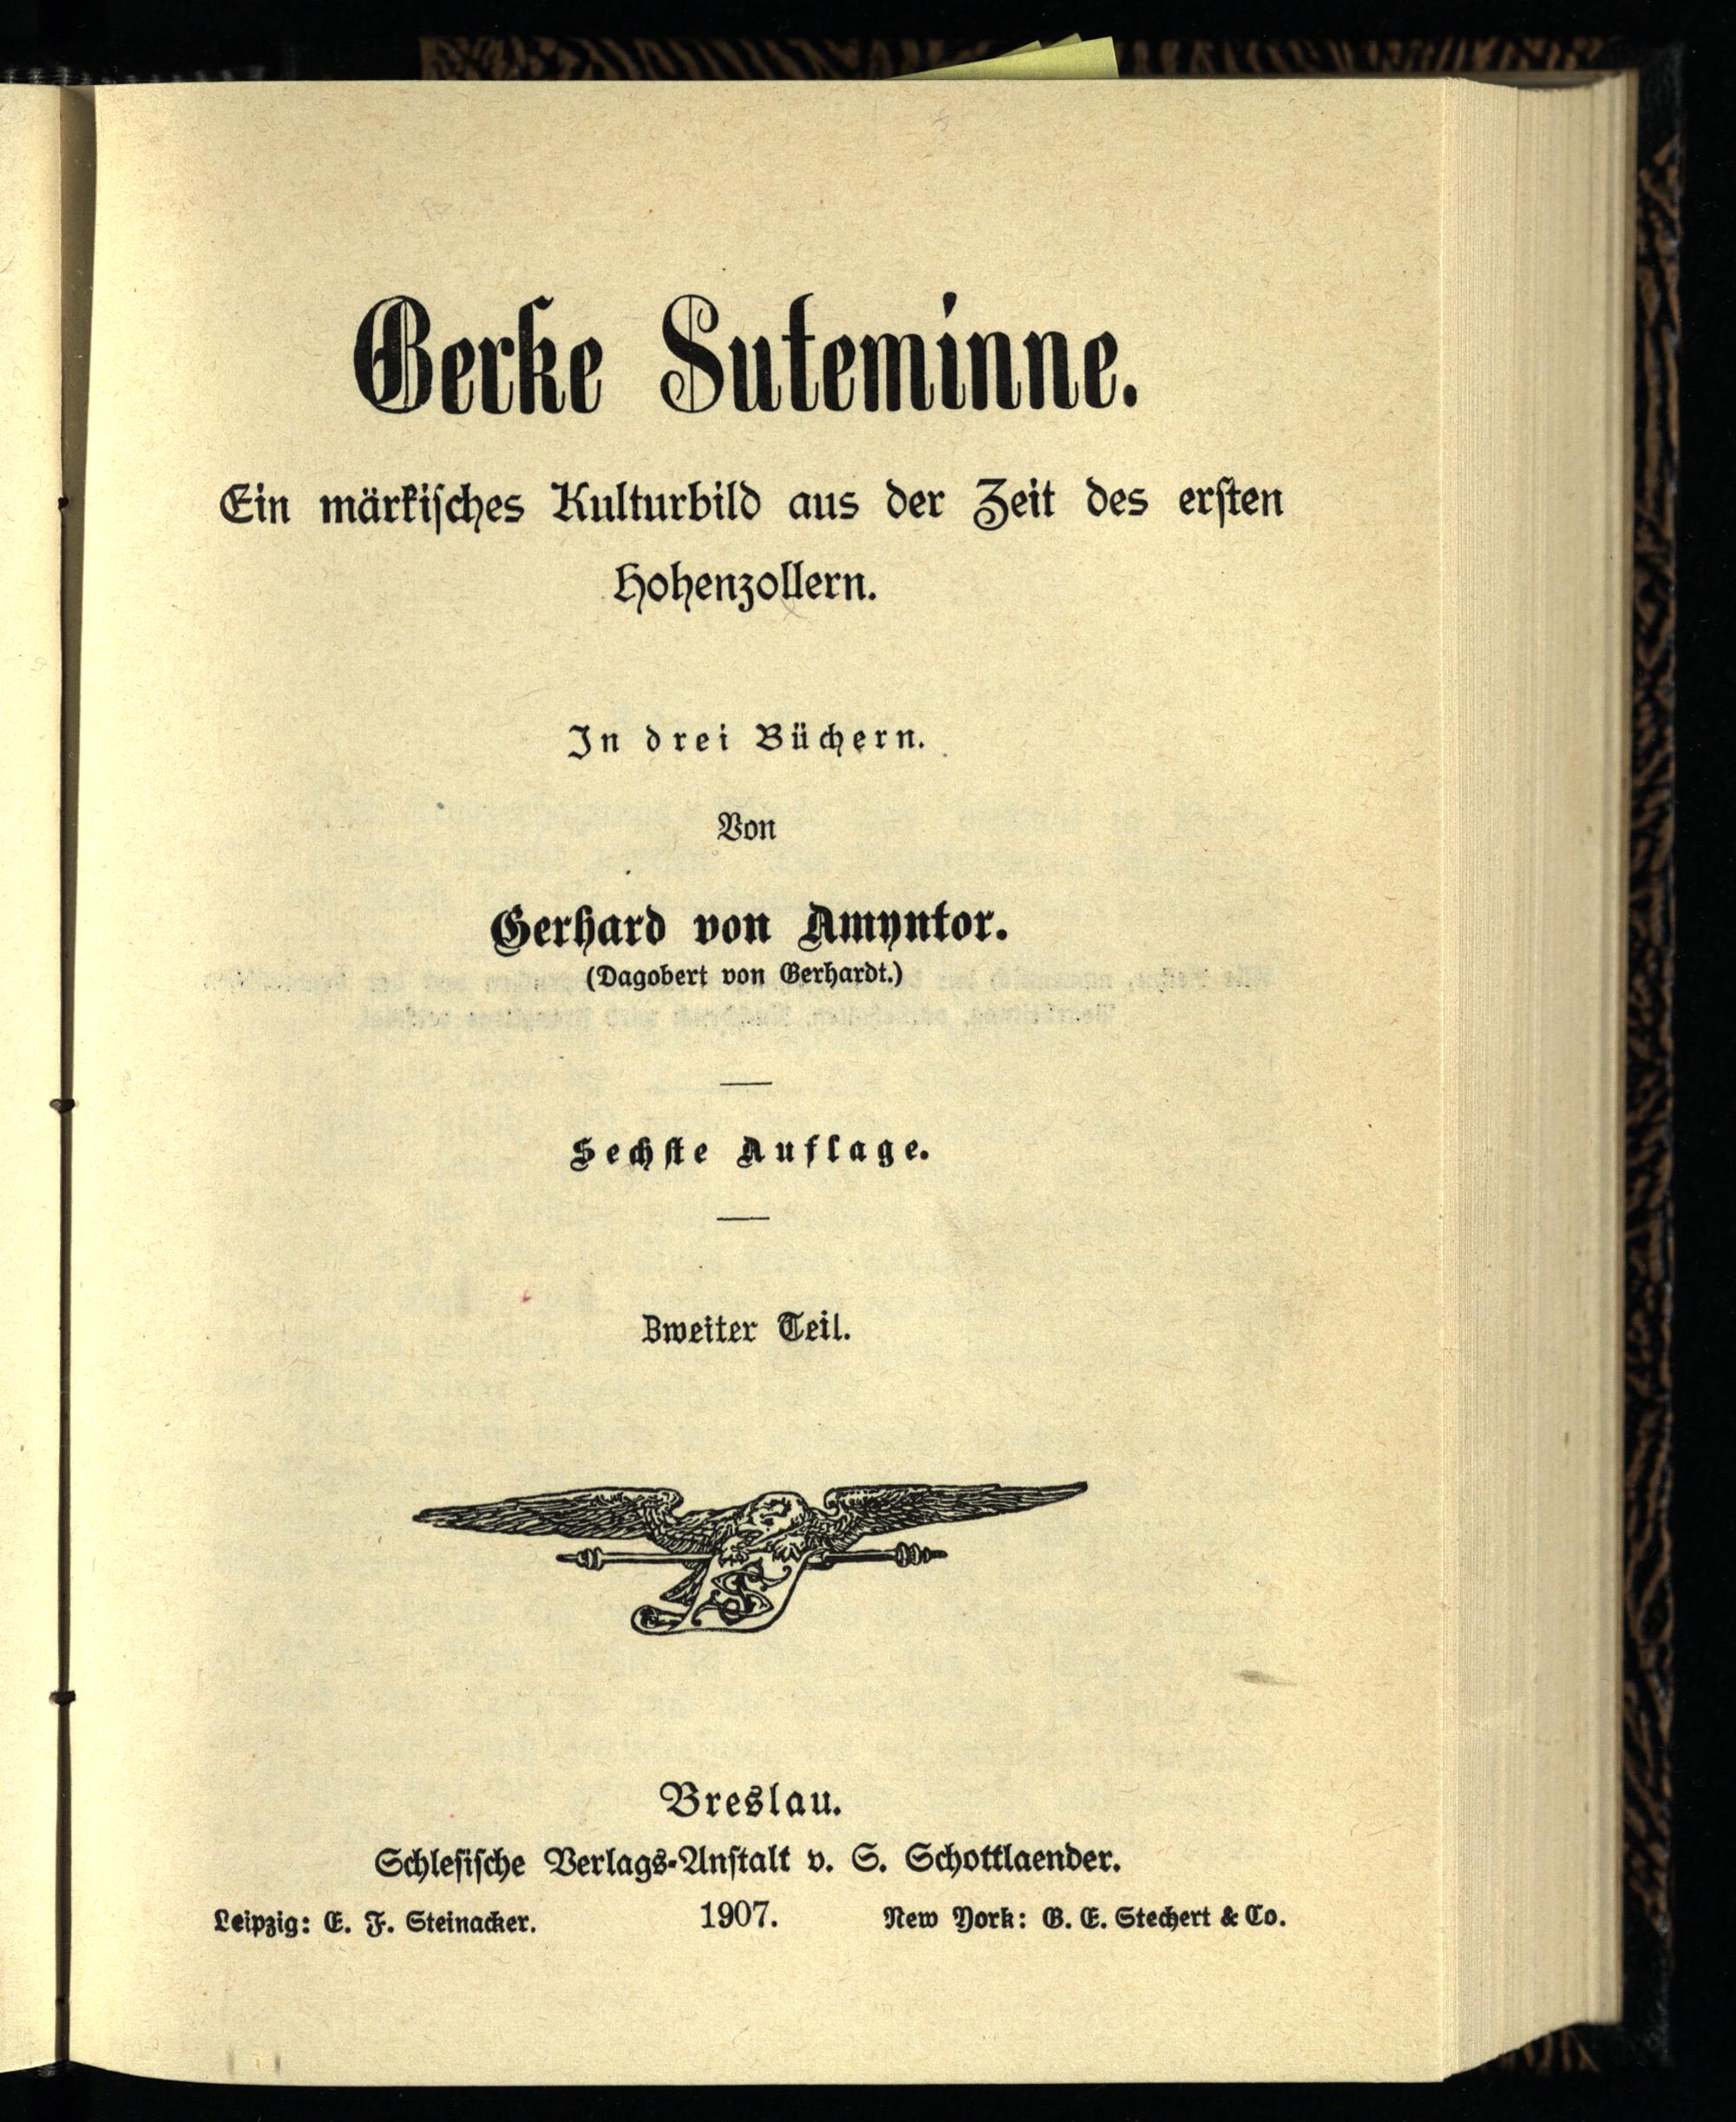 Gerke Suteminne.
Ein märkisches Kulturbild aus der Zeit des ersten
Hohenzollern.
In drei Büchern.
Von
Gerhard von Amyntor.
(Dagobert von Gerhardt.)
Sechste Auflage.
Zweiter Teil.
Breslau.
Schlesische Verlags-Anstalt v. S. Schottlaender.
Leipzig: E. F. Steinacker. 1907. New York: G. E. Stechert & Co.